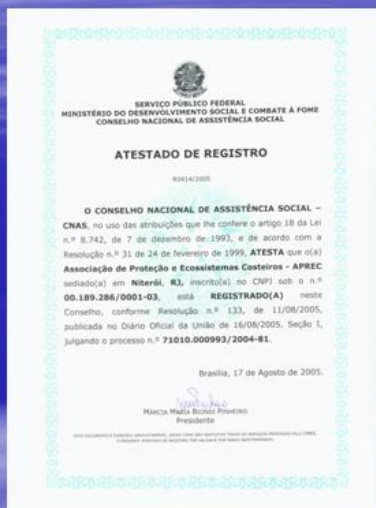 SERVIÇO PÚBLICO FEDERAL
MINISTÉRIO DO DESENVOLVIMENTO SOCIAL E COMBATE À FOME
CONSELHO NACIONAL DE ASSISTÊNCIA SOCIAL
ATESTADO DE REGISTRO
R0414/2005
O CONSELHO NACIONAL DE ASSISTÊNCIA SOCIAL –
CNAS, no uso das atribuições que lhe confere o artigo 18 da Lei
n.º 8.742, de 7 de dezembro de 1993, e de acordo com a
Resolução n.º 31 de 24 de fevereiro de 1999, ATESTA que o(a)
Associação de Proteção e Ecossistemas Costeiros - APREC
sediado(a) em Niterói, RJ, inscrito(a) no CNPJ sob o n.º
00.189.286/0001-03, está REGISTRADO(A) neste
Conselho, conforme Resolução n.º 133, de 11/08/2005,
publicada no Diário Oficial da União de 16/08/2005, Seção I,
julgando o processo n.º 71010.000993/2004-81.
Brasília, 17 de Agosto de 2005.
MÁRCIA MARIA BIONDI PINHEIRO
Presidente